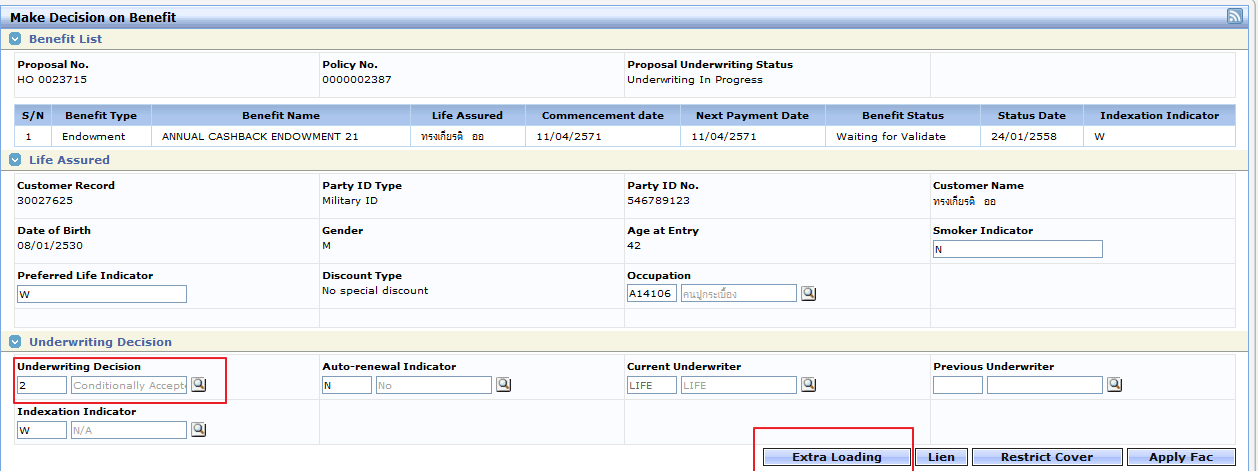 Make Decision on Benefit
Benefit List
Proposal No. Policy No. Proposal Underwriting Status
HO 0023715 0000002387 Underwriting In Progress
S/N Benefit Type Benefit Name Life Assured Commencement date Next Payment Date Benefit Status Status Date Indexation Indicator
1 Endowment ANNUAL CASHBACK ENDOWMENT 21 ทรงเกียรติ ออ 11/04/2571 11/04/2571 Waiting for Validate 24/01/2558 W
Life Assured
Customer Record Party ID Type Party ID No. Customer Name
30027625 Military ID 546789123 ทรงเกียรติ ออ
Date of Birth Gender Age at Entry Smoker Indicator
08/01/2530 M 42 N
Preferred Life Indicator Discount Type Occupation
W No special discount A14106 คนปูกระเบื้อง
Underwriting Decision
Underwriting Decision Auto-renewal Indicator Current Underwriter Previous Underwriter
2 Conditionally Accept N No LIFE LIFE
Indexation Indicator
W N/A
Extra Loading Lien Restrict Cover Apply Fac